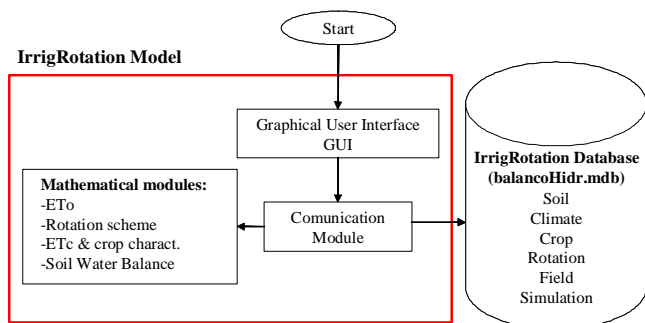 Start
IrrigRotation Model
Graphical User Interface
GUI
IrrigRotation Database
(balancoHidr.mdb)
Soil
Climate
Crop
Rotation
Field
Simulation
Mathematical modules:
-ETo
-Rotation scheme
-ETc & crop charact.
-Soil Water Balance
Comunication
Module